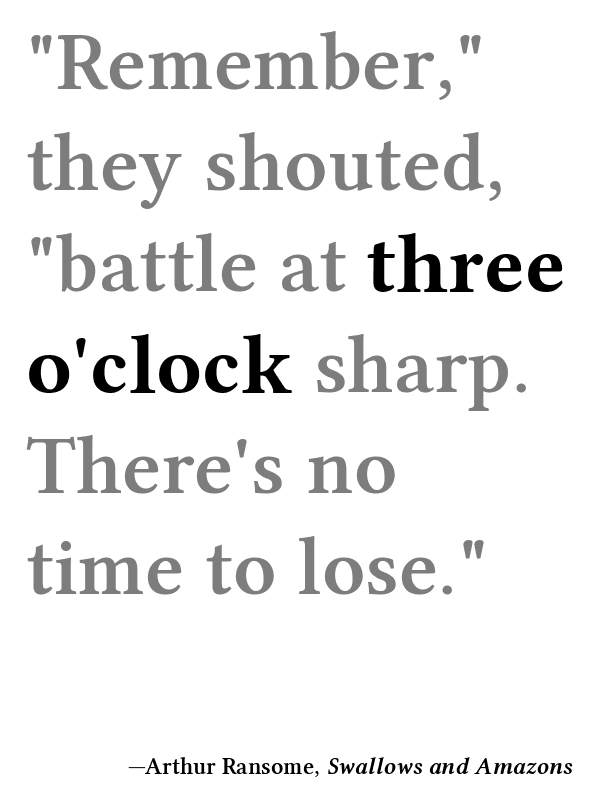 "Remember,"
they shouted,
"battle at three
o'clock sharp.
There's no
time to lose."
—Arthur Ransome, Swallows and Amazons